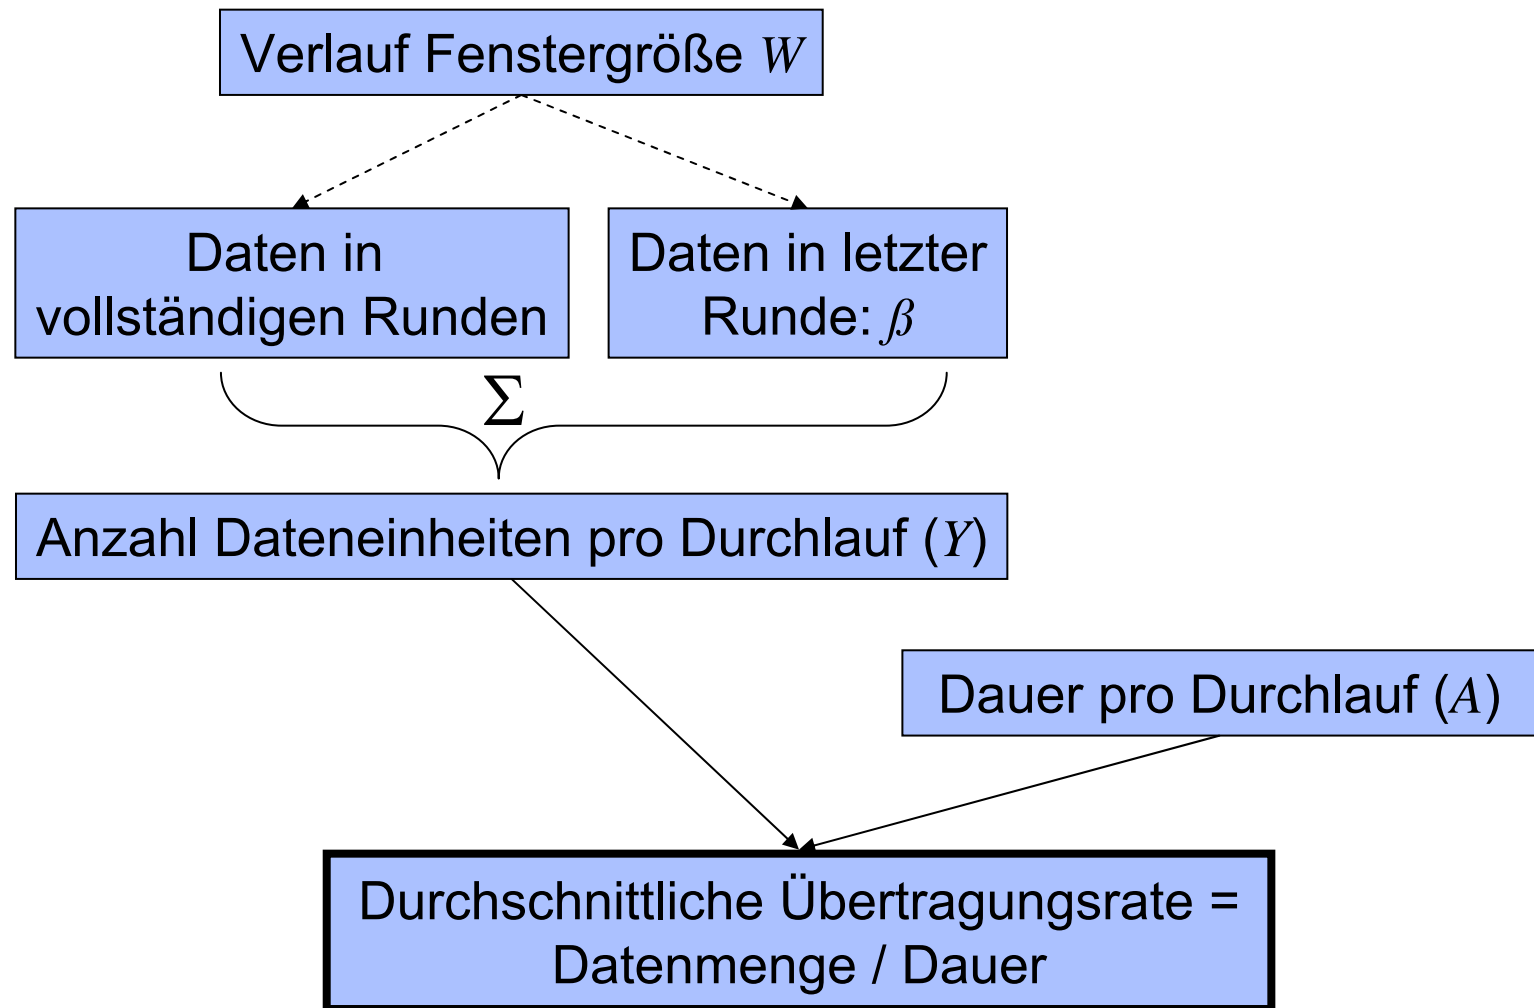 Verlauf Fenstergröße W
Daten in
vollständigen Runden
Daten in letzter
Runde: β
Σ
Anzahl Dateneinheiten pro Durchlauf (Y)
Dauer pro Durchlauf (A)
Durchschnittliche Übertragungsrate =
Datenmenge / Dauer